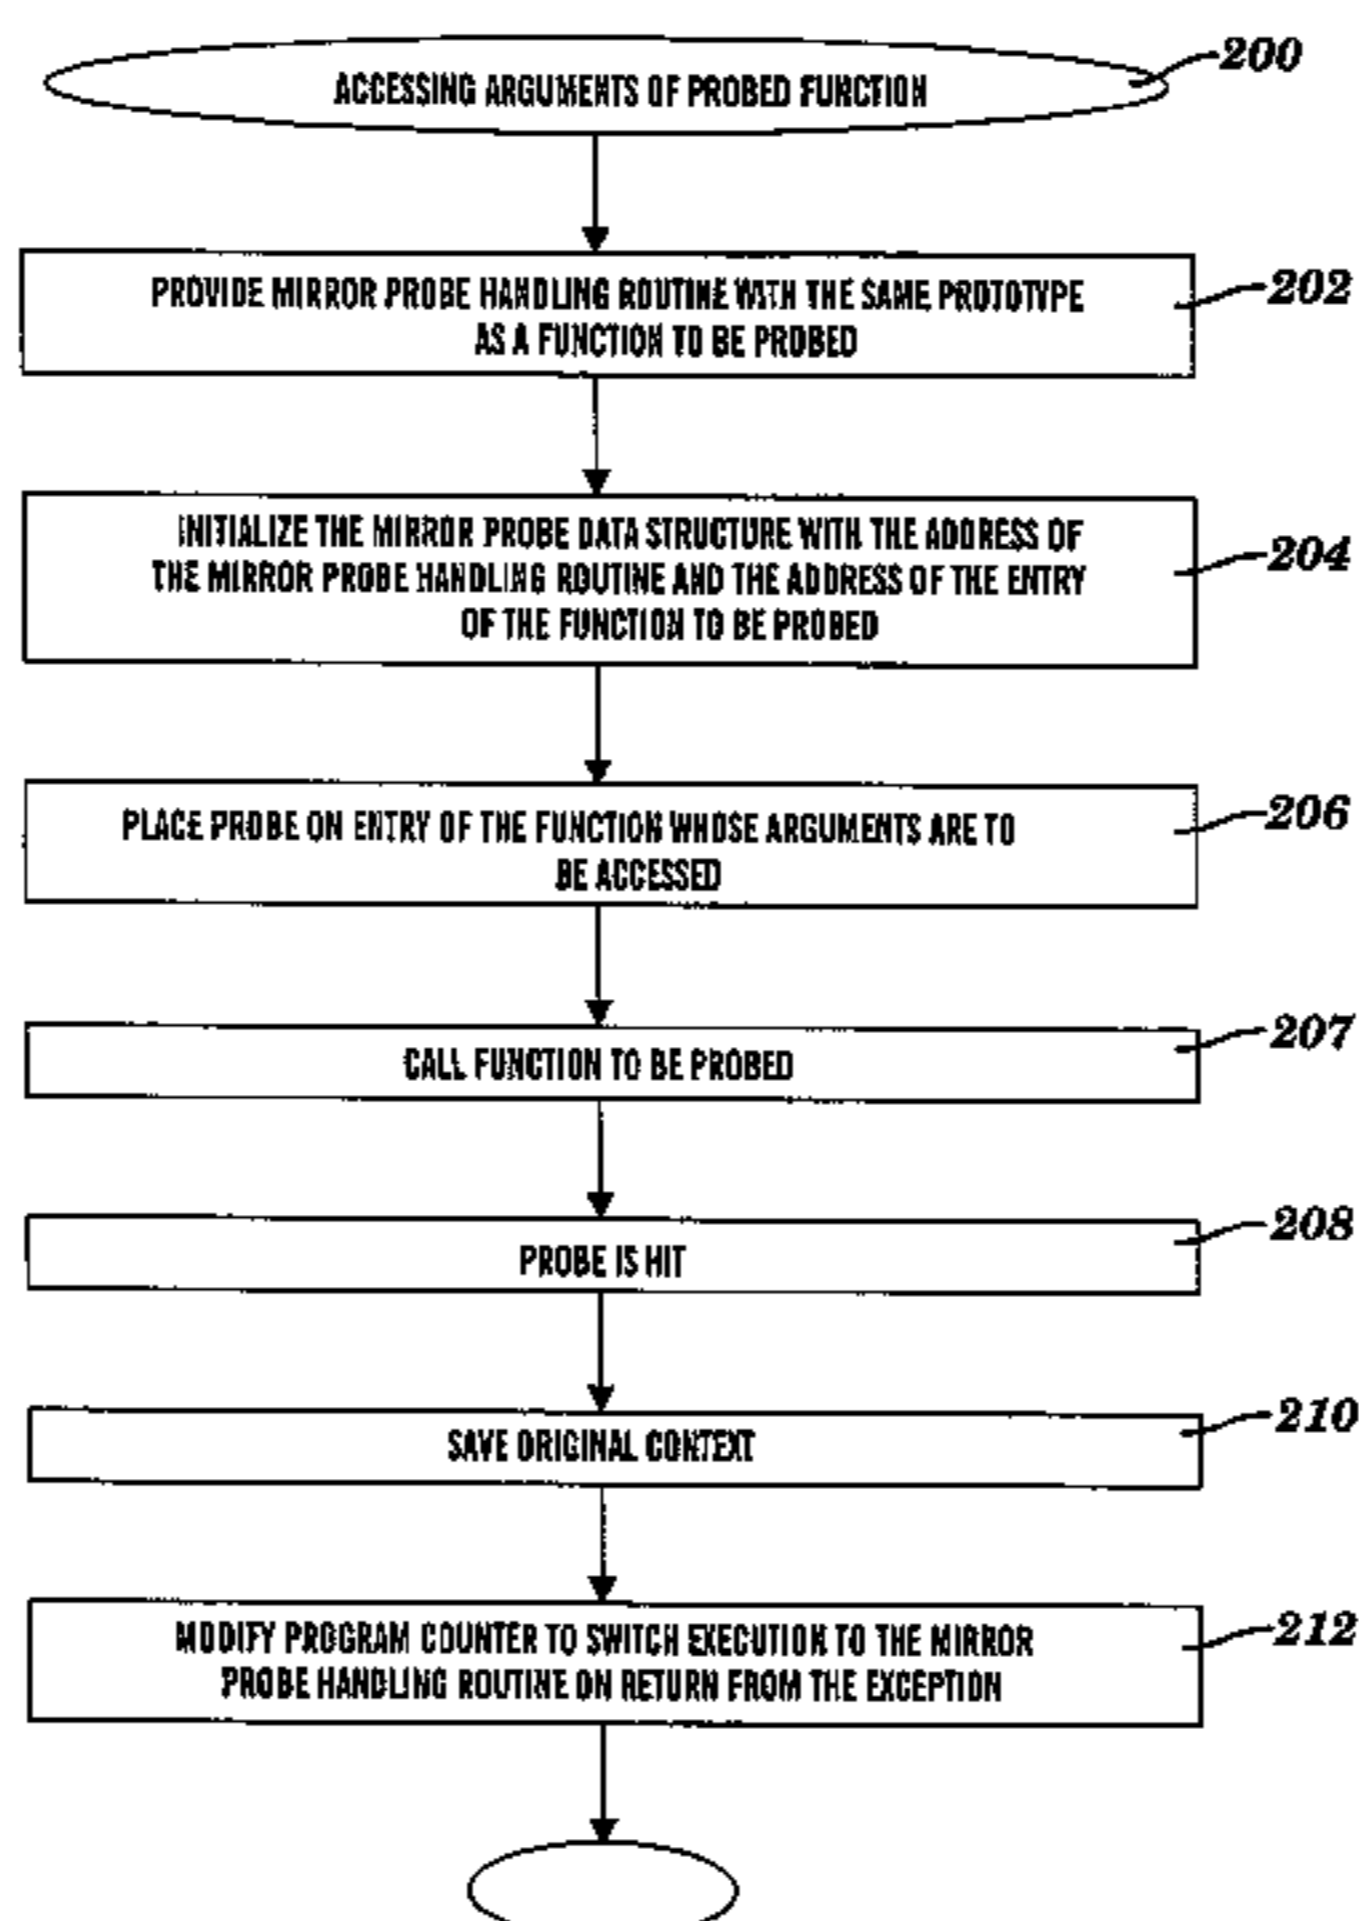 200
ACCESSING ARGUMENTS OF PROBED FUNCTION
202
PROVIDE MIRROR PROBE HANDLING ROUTINE WITH THE SAME PROTOTYPE
AS A FUNCTION TO BE PROBED
204
INITIALIZE THE MIRROR PROBE DATA STRUCTURE WITH THE ADDRESS OF
THE MIRROR PROBE HANDLING ROUTINE AND THE ADDRESS OF THE ENTRY
OF THE FUNCTION TO BE PROBED
206
PLACE PROBE ON ENTRY OF THE FUNCTION WHOSE ARGUMENTS ARE TO
BE ACCESSED
207
CALL FUNCTION TO BE PROBED
208
PROBE IS HIT
210
SAVE ORIGINAL CONTEXT
212
MODIFY PROGRAM COUNTER TO SWITCH EXECUTION TO THE MIRROR
PROBE HANDLING ROUTINE ON RETURN FROM THE EXCEPTION